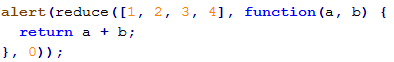 alert(reduce([1, 2, 3, 4], function(a, b) {
  return a + b;
}, 0));